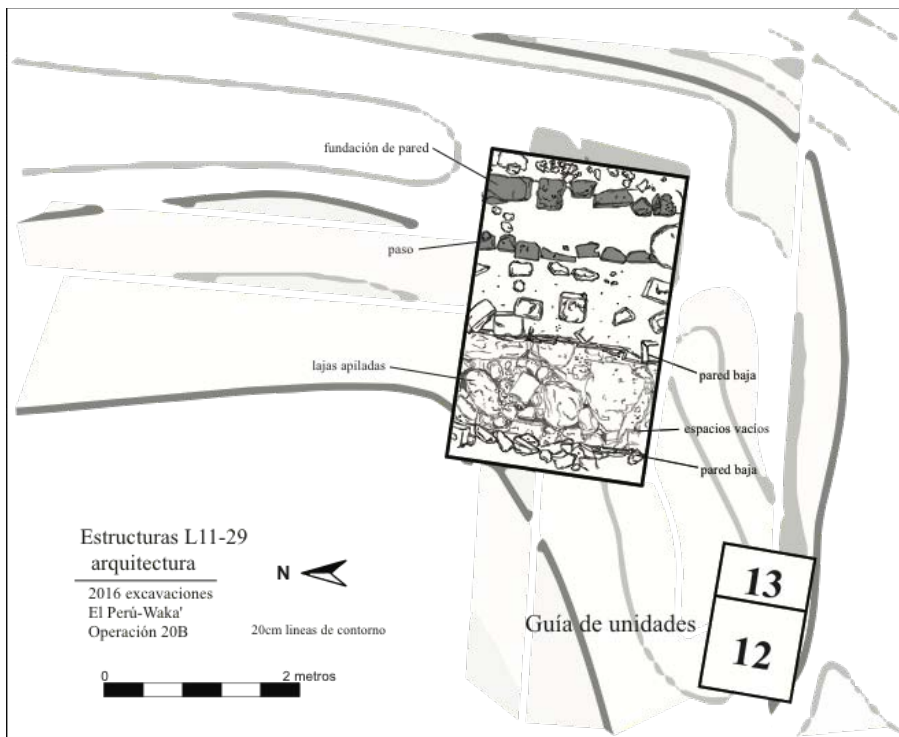 fundación de pared
paso
lajas apiladas
pared baja
espacios vacíos
pared baja
Estructuras L11-29
arquitectura
2016 excavaciones
El Perú-Waka'
Operación 20B
N
20cm lineas de contorno
0 2 metros
Guía de unidades
13
12